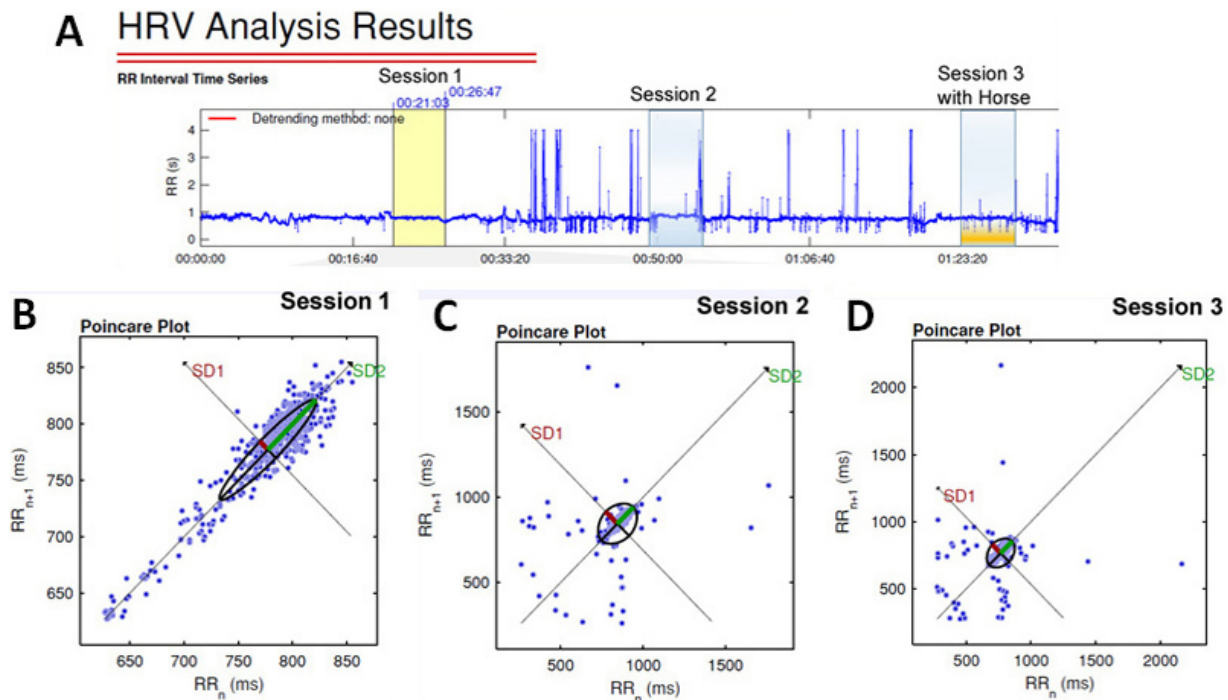 A
HRV Analysis Results
RR Interval Time Series
Session 1
00:21:03
00:26:47
Session 2
Session 3
with Horse
Detrending method: none
RR (s)
4
3
2
1
0
00:00:00
00:16:40
00:33:20
00:50:00
01:06:40
01:23:20
B
Session 1
Poincare Plot
SD1
SD2
RRn+1 (ms)
850
800
750
700
650
650
700
750
800
850
RRn (ms)
C
Session 2
Poincare Plot
SD1
SD2
RRn+1 (ms)
1500
1000
500
500
1000
1500
RRn (ms)
D
Session 3
Poincare Plot
SD1
SD2
RRn+1 (ms)
2000
1500
1000
500
500
1000
1500
2000
RRn (ms)